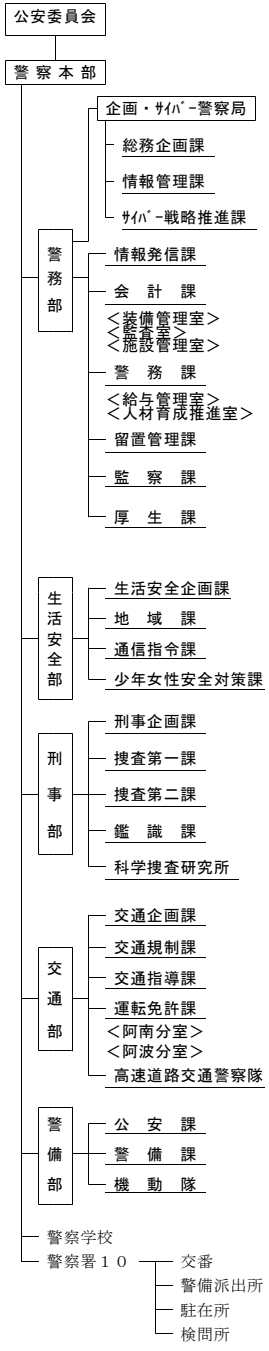 公安委員会
警察本部
企画・ｻｲﾊﾞｰ警察局
総務企画課
情報管理課
ｻｲﾊﾞｰ戦略推進課
警務部
情報発信課
会計課
＜装備管理室＞
＜監査室＞
＜施設管理室＞
警務課
＜給与管理室＞
＜人材育成推進室＞
留置管理課
監察課
厚生課
生活安全部
生活安全企画課
地域課
通信指令課
少年女性安全対策課
刑事部
刑事企画課
捜査第一課
捜査第二課
鑑識課
科学捜査研究所
交通部
交通企画課
交通規制課
交通指導課
運転免許課
＜阿南分室＞
＜阿波分室＞
高速道路交通警察隊
警備部
公安課
警備課
機動隊
警察学校
警察署１０
交番
警備派出所
駐在所
検問所